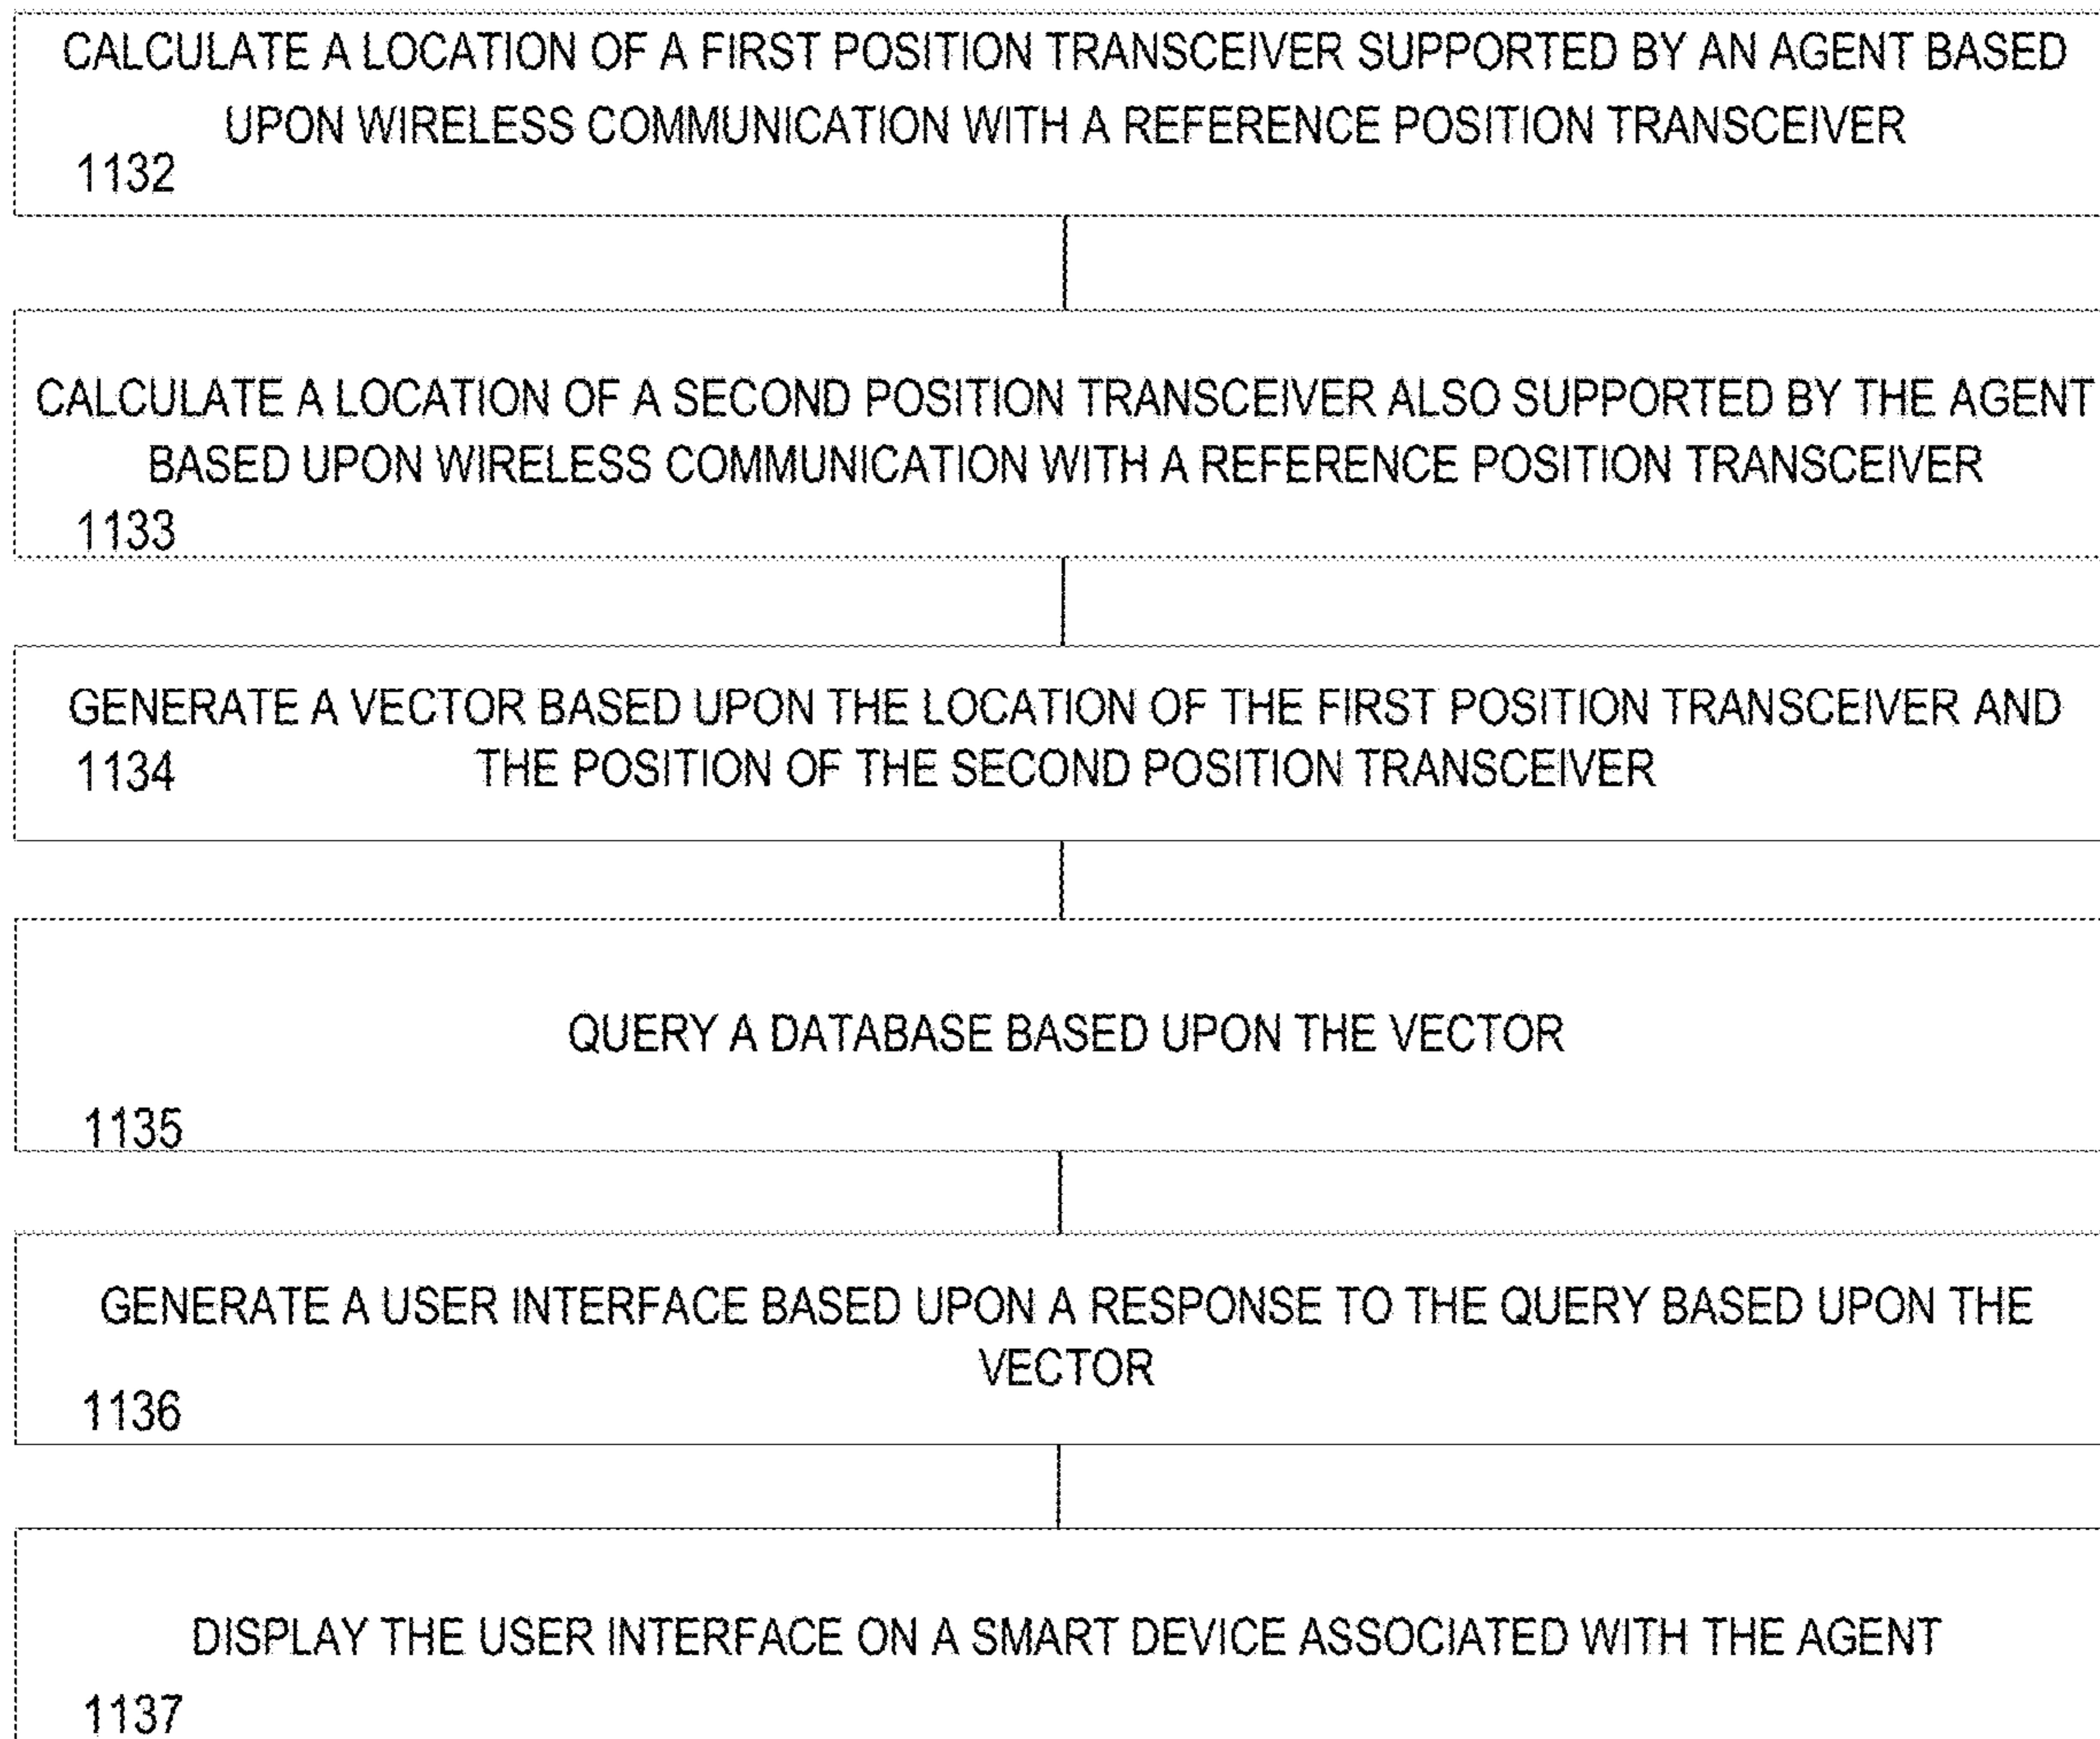 CALCULATE A LOCATION OF A FIRST POSITION TRANSCEIVER SUPPORTED BY AN AGENT BASED
UPON WIRELESS COMMUNICATION WITH A REFERENCE POSITION TRANSCEIVER
1132
CALCULATE A LOCATION OF A SECOND POSITION TRANSCEIVER ALSO SUPPORTED BY THE AGENT
BASED UPON WIRELESS COMMUNICATION WITH A REFERENCE POSITION TRANSCEIVER
1133
GENERATE A VECTOR BASED UPON THE LOCATION OF THE FIRST POSITION TRANSCEIVER AND
1134 THE POSITION OF THE SECOND POSITION TRANSCEIVER
QUERY A DATABASE BASED UPON THE VECTOR
1135
GENERATE A USER INTERFACE BASED UPON A RESPONSE TO THE QUERY BASED UPON THE
VECTOR
1136
DISPLAY THE USER INTERFACE ON A SMART DEVICE ASSOCIATED WITH THE AGENT
1137